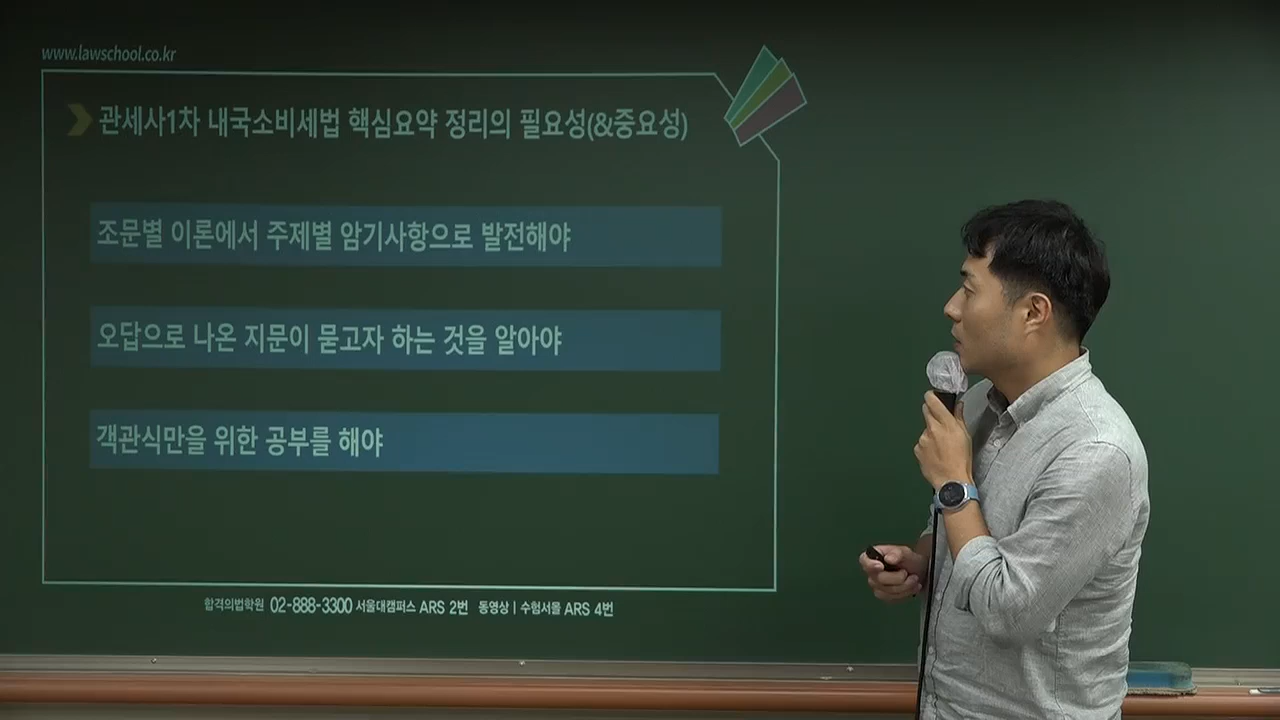 www.lawschool.co.kr
관세사1차 내국소비세법 핵심요약 정리의 필요성(&중요성)
조문별 이론에서 주제별 암기사항으로 발전해야
오답으로 나온 지문이 묻고자 하는 것을 알아야
객관식만을 위한 공부를 해야
합격의법학원 02-888-3300 서울대캠퍼스 ARS 2번 동영상 | 수험서몰 ARS 4번